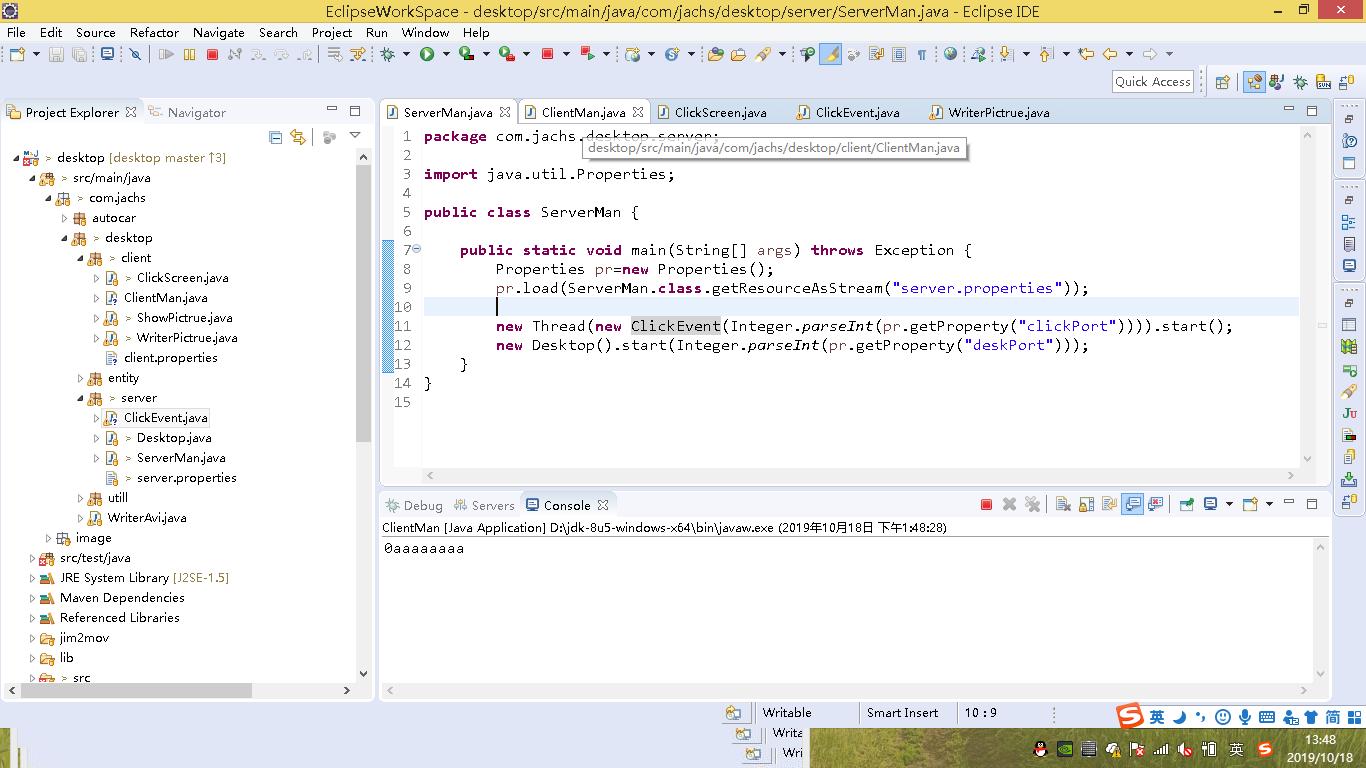 EclipseWorkSpace - desktop/src/main/java/com/jachs/desktop/server/ServerMan.java - Eclipse IDE
File Edit Source Refactor Navigate Search Project Run Window Help
Quick Access
Project Explorer
Navigator
> desktop [desktop master ↑3]
> src/main/java
> com.jachs
autocar
> desktop
> client
> ClickScreen.java
ClientMan.java
> ShowPictrue.java
> WriterPictrue.java
client.properties
entity
> server
ClickEvent.java
> Desktop.java
> ServerMan.java
> server.properties
utill
WriterAvi.java
image
src/test/java
JRE System Library [J2SE-1.5]
Maven Dependencies
Referenced Libraries
jim2mov
lib
> src
ServerMan.java ClientMan.java ClickScreen.java ClickEvent.java WriterPictrue.java
1 package com.jachs.desktop.server;
desktop/src/main/java/com/jachs/desktop/client/ClientMan.java
2
3 import java.util.Properties;
4
5 public class ServerMan {
6
7 public static void main(String[] args) throws Exception {
8 Properties pr=new Properties();
9 pr.load(ServerMan.class.getResourceAsStream("server.properties"));
10
11 new Thread(new ClickEvent(Integer.parseInt(pr.getProperty("clickPort")))).start();
12 new Desktop().start(Integer.parseInt(pr.getProperty("deskPort")));
13 }
14 }
15
Debug Servers Console
ClientMan [Java Application] D:\jdk-8u5-windows-x64\bin\javaw.exe (2019年10月18日 下午1:48:28)
0aaaaaaaa
Writable Smart Insert 10 : 9
英 简
Writa
Wri
英
13:48
2019/10/18